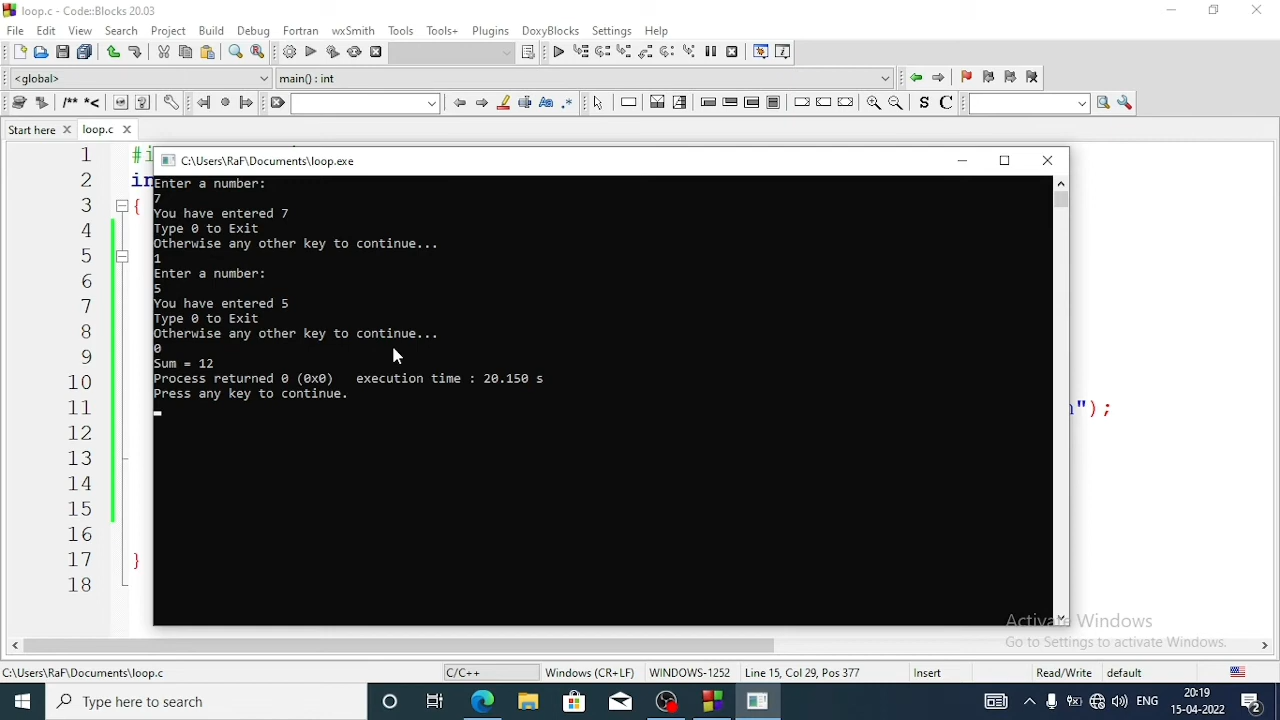 loop.c - Code::Blocks 20.03
File Edit View Search Project Build Debug Fortran wxSmith Tools Tools+ Plugins DoxyBlocks Settings Help
<global> main() : int
Start here loop.c
1 #i
2 in
3 {
4
5
6
7
8
9
10
11 ");
12
13
14
15
16
17 }
18
C:\Users\RaF\Documents\loop.exe
Enter a number:
7
You have entered 7
Type 0 to Exit
Otherwise any other key to continue...
1
Enter a number:
5
You have entered 5
Type 0 to Exit
Otherwise any other key to continue...
0
Sum = 12
Process returned 0 (0x0)   execution time : 20.150 s
Press any key to continue.
Activate Windows
Go to Settings to activate Windows.
C:\Users\RaF\Documents\loop.c C/C++ Windows (CR+LF) WINDOWS-1252 Line 15, Col 29, Pos 377 Insert Read/Write default
Type here to search ENG 20:19
15-04-2022 2